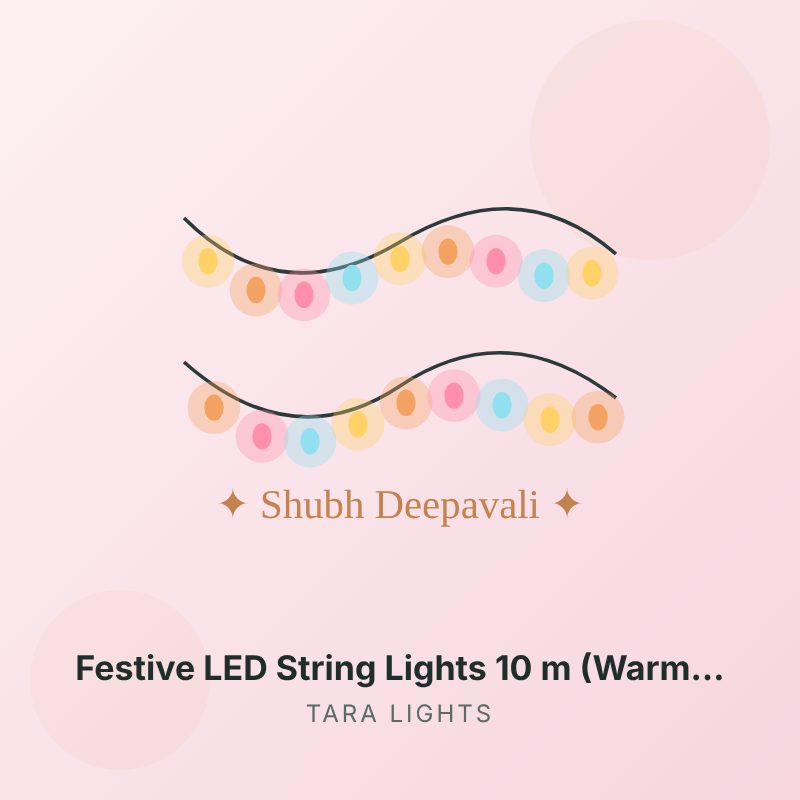 ✦ Shubh Deepavali ✦
Festive LED String Lights 10 m (Warm...
TARA LIGHTS